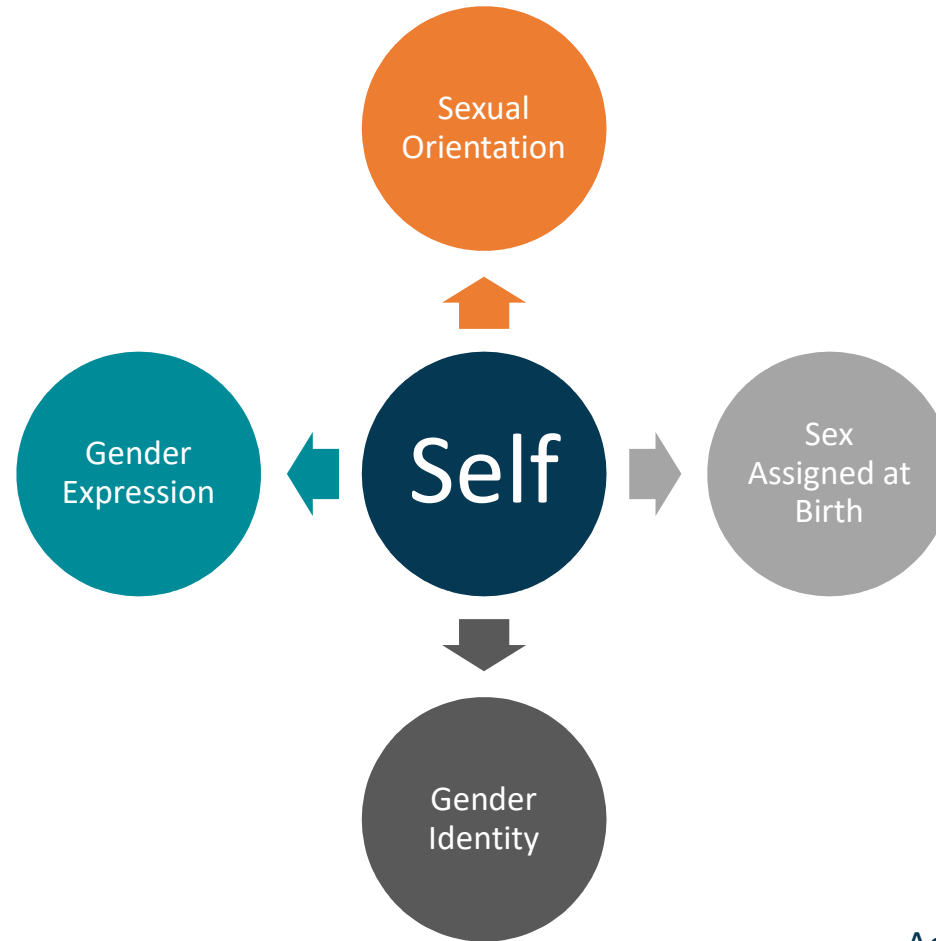 Sexual
Orientation
Gender
Expression
Self
Sex
Assigned at
Birth
Gender
Identity